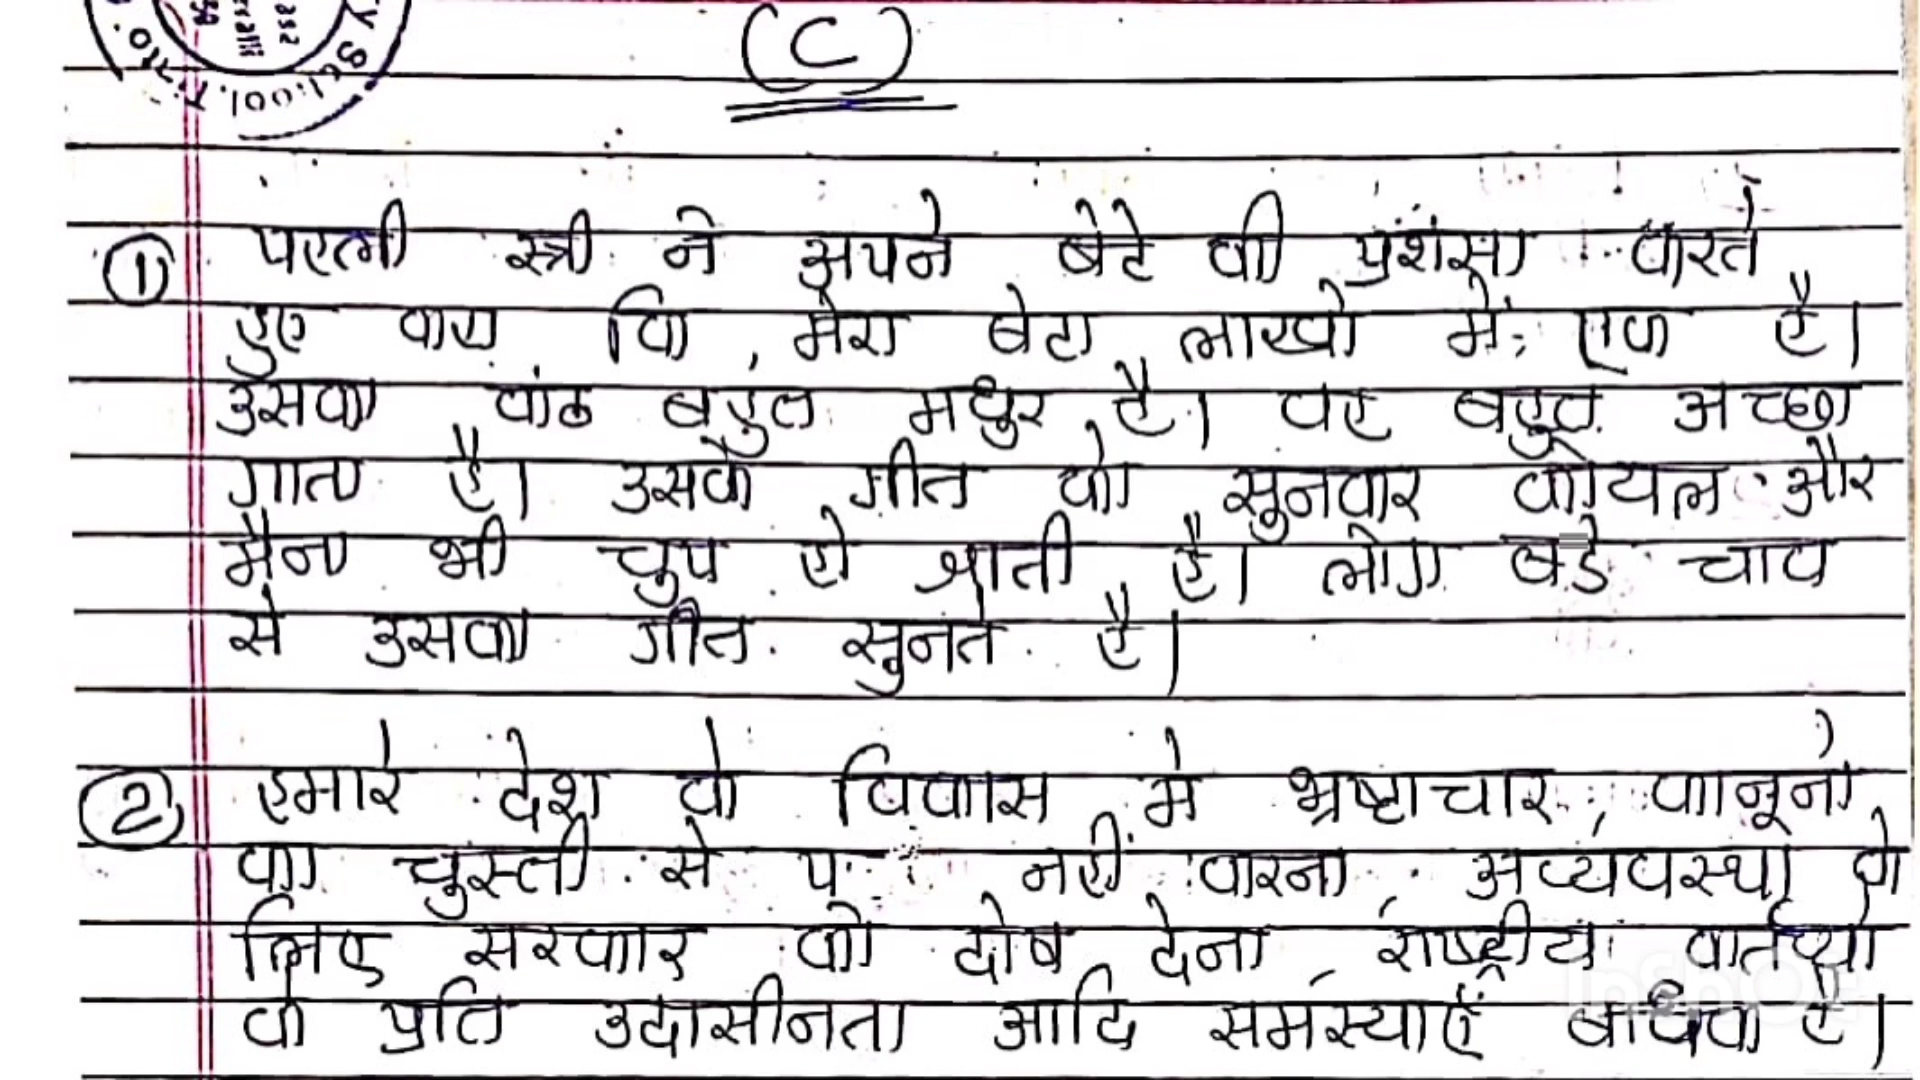 (C)
① पहली स्त्री ने अपने बेटे की प्रशंसा करते
हुए कहा कि, मेरा बेटा लाखो में एक है।
उसका कंठ बहुत मधुर है। वह बहुत अच्छा
गाता है। उसके गीत को सुनकर कोयल और
मैना भी चुप हो जाती है। लोग बडे चाव
से उसका गीत सुनते है।
② हमारे देश के विकास मे भ्रष्टाचार, कानूनो
का चुस्ती से नहीं करना, अव्यवस्था के
लिए सरकार को दोष देना, राष्ट्रीय कर्तव्यो
के प्रति उदासीनता आदि समस्याएँ बाधक है।